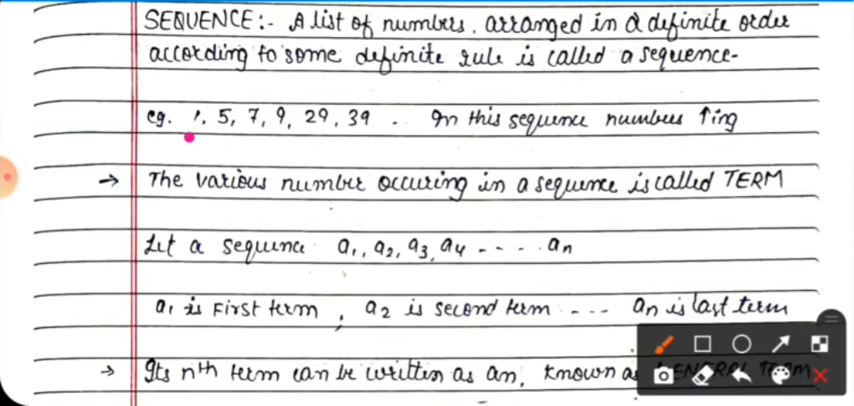 SEQUENCE:- A list of numbers. arranged in a definite order
according to some definite rule is called a sequence-
eg. 1, 5, 7, 9, 29, 39 . In this sequence numbers ↑ing
→ The various number occuring in a sequence is called TERM
Let a sequence a1, a2, a3, a4 ----- an
a1 is First term , a2 is second term --- an is last term
→ Its nth term can be written as an, known as GENERAL TERM